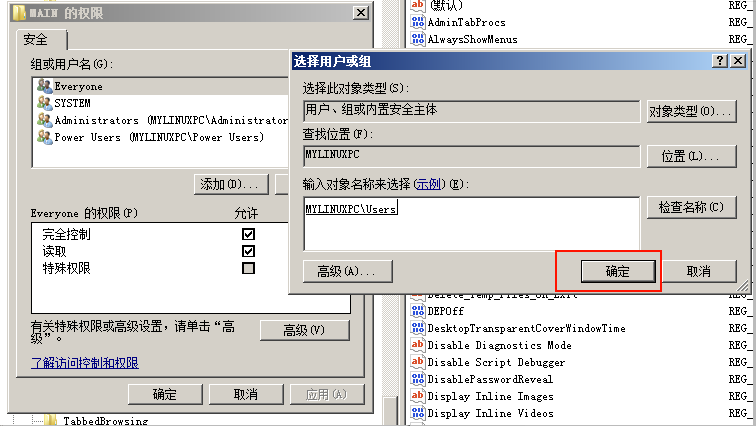 MAIN 的权限
安全
组或用户名(G):
Everyone
SYSTEM
Administrators (MYLINUXPC\Administrator
Power Users (MYLINUXPC\Power Users)
添加(D)...
Everyone 的权限(P)
允许
完全控制
读取
特殊权限
有关特殊权限或高级设置，请单击“高
级”。
高级(V)
了解访问控制和权限
确定
取消
应用(A)
TabbedBrowsing
选择用户或组
选择此对象类型(S):
用户、组或内置安全主体
对象类型(O)...
查找位置(F):
MYLINUXPC
位置(L)...
输入对象名称来选择(示例)(E):
MYLINUXPC\Users
检查名称(C)
高级(A)...
确定
取消
(默认)
REG_
AdminTabProcs
REG_
AlwaysShowMenus
REG_
Delete_Temp_Files_On_Exit
REG_
DEPOff
REG_
DesktopTransparentCoverWindowTime
REG_
Disable Diagnostics Mode
REG_
Disable Script Debugger
REG_
DisablePasswordReveal
REG_
Display Inline Images
REG_
Display Inline Videos
REG_